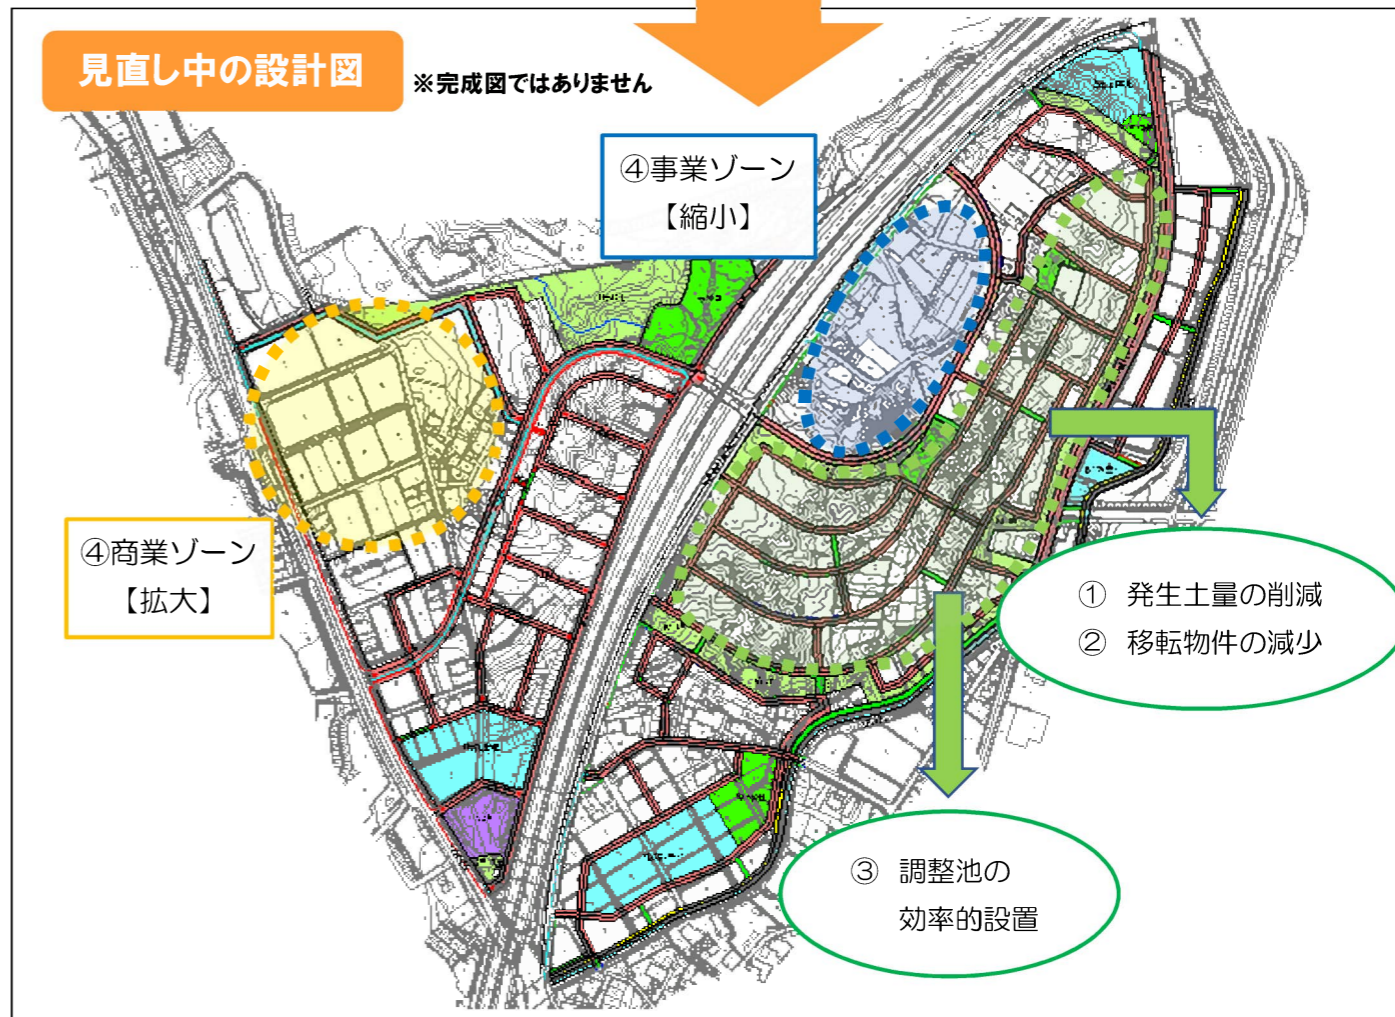 見直し中の設計図
※完成図ではありません
④事業ゾーン
【縮小】
④商業ゾーン
【拡大】
① 発生土量の削減
② 移転物件の減少
③ 調整池の
効率的設置